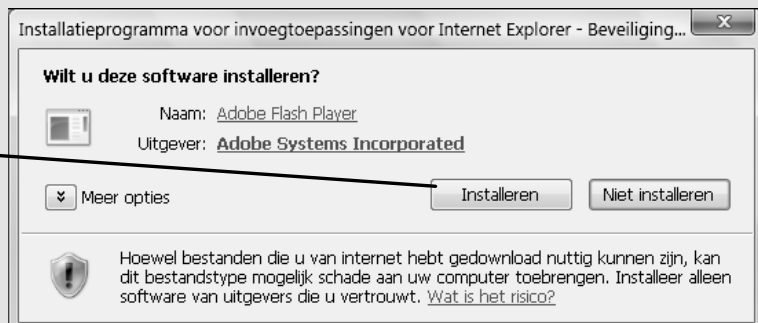 Installatieprogramma voor invoegtoepassingen voor Internet Explorer - Beveiliging...
Wilt u deze software installeren?
Naam: Adobe Flash Player
Uitgever: Adobe Systems Incorporated
Meer opties
Installeren
Niet installeren
Hoewel bestanden die u van internet hebt gedownload nuttig kunnen zijn, kan
dit bestandstype mogelijk schade aan uw computer toebrengen. Installeer alleen
software van uitgevers die u vertrouwt. Wat is het risico?